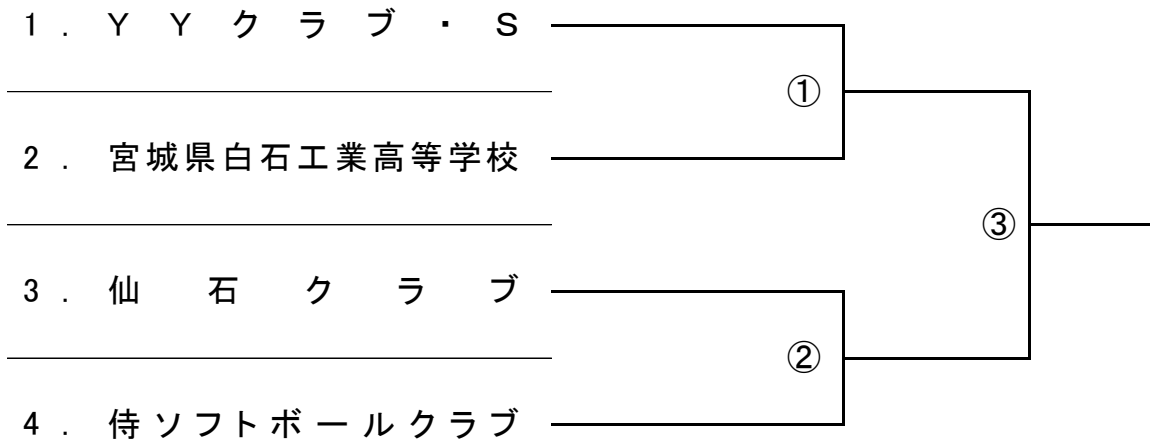 1. YYクラブ・S
①
2. 宮城県白石工業高等学校
③
3. 仙石クラブ
②
4. 侍ソフトボールクラブ